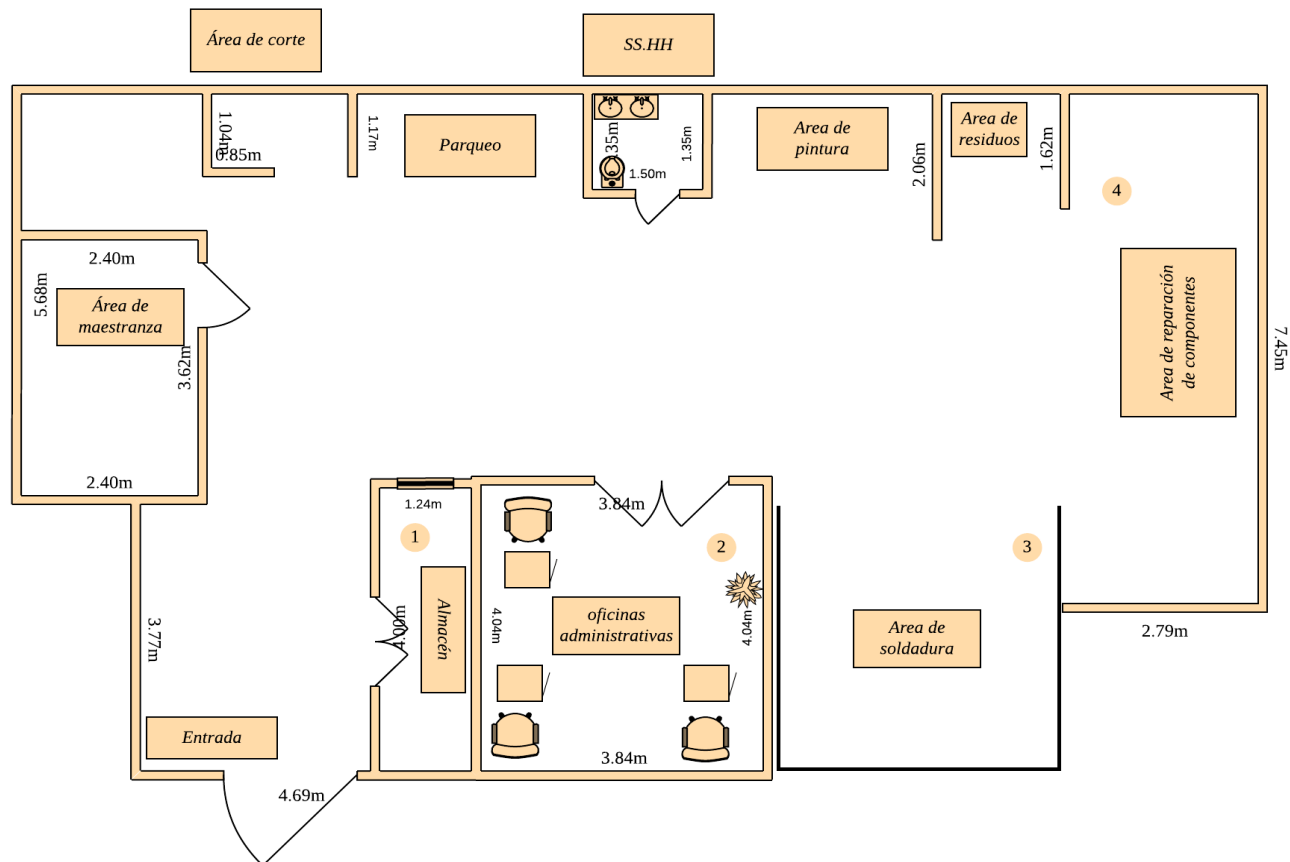 Área de corte
SS.HH
1.04m
0.85m
1.17m
Parqueo
1.35m
1.35m
1.50m
Area de
pintura
2.06m
Area de
residuos
1.62m
4
2.40m
5.68m
Área de
maestranza
3.62m
2.40m
Area de reparación
de componentes
7.45m
1.24m
1
3.84m
2
3
Almacén
4.00m
4.04m
oficinas
administrativas
4.04m
Area de
soldadura
2.79m
3.77m
Entrada
3.84m
4.69m